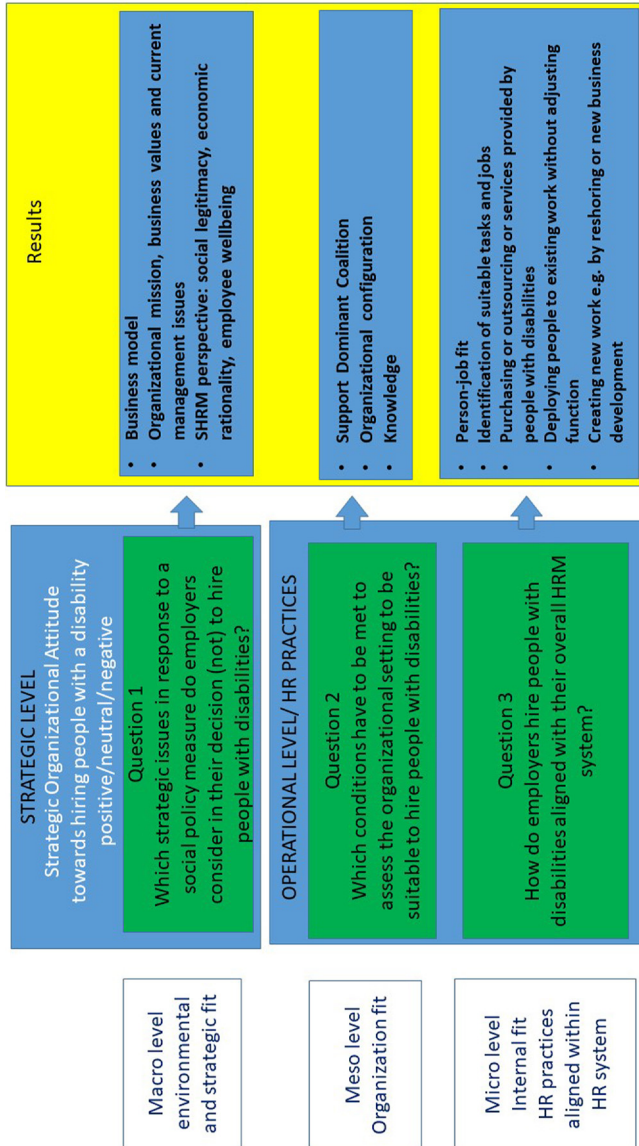 Macro level
environmental
and strategic fit
Meso level
Organization fit
Micro level
Internal fit
HR practices
aligned within
HR system
STRATEGIC LEVEL
Strategic Organizational Attitude
towards hiring people with a disability
positive/neutral/negative
Question 1
Which strategic issues in response to a
social policy measure do employers
consider in their decision (not) to hire
people with disabilities?
OPERATIONAL LEVEL/ HR PRACTICES
Question 2
Which conditions have to be met to
assess the organizational setting to be
suitable to hire people with disabilities?
Question 3
How do employers hire people with
disabilities aligned with their overall HRM
system?
Results
• Business model
• Organizational mission, business values and current
management issues
• SHRM perspective: social legitimacy, economic
rationality, employee wellbeing
• Support Dominant Coalition
• Organizational configuration
• Knowledge
• Person-job fit
• Identification of suitable tasks and jobs
• Purchasing or outsourcing or services provided by
people with disabilities
• Deploying people to existing work without adjusting
function
• Creating new work e.g. by reshoring or new business
development